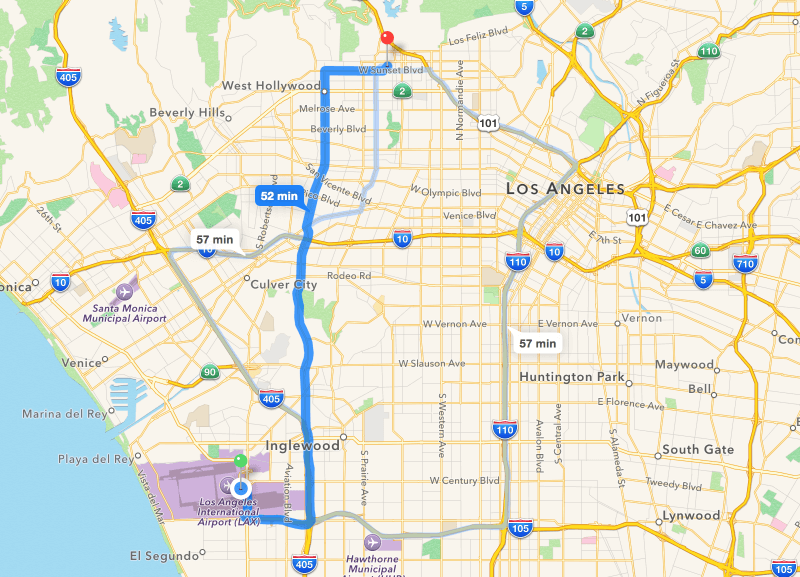 5
2
Los Feliz Blvd
110
405
W Sunset Blvd
N Figueroa St
West Hollywood
2
N Normandie Ave
Melrose Ave
Beverly Hills
101
Beverly Blvd
San Vicente Blvd
2
52 min
W Olympic Blvd
LOS ANGELES
26th St
405
S Roberts
Venice Blvd
101
E Cesar E Chavez Ave
57 min
10
10
E 7th St
10
60
110
710
Rodeo Rd
5
10
Culver City
Santa Monica
Municipal Airport
W Vernon Ave
E Vernon Ave
Vernon
57 min
Venice
W Slauson Ave
Maywood
90
Huntington Park
Bell
405
E Florence Ave
Marina del Rey
S Western Ave
Avalon Blvd
S Central Ave
110
S Alameda St
Inglewood
South Gate
Playa del Rey
S Prairie Ave
Vista del Mar
Aviation Blvd
W Century Blvd
Tweedy Blvd
Los Angeles
International
Airport (LAX)
Lynwood
105
El Segundo
405
Hawthorne
Municipal
105